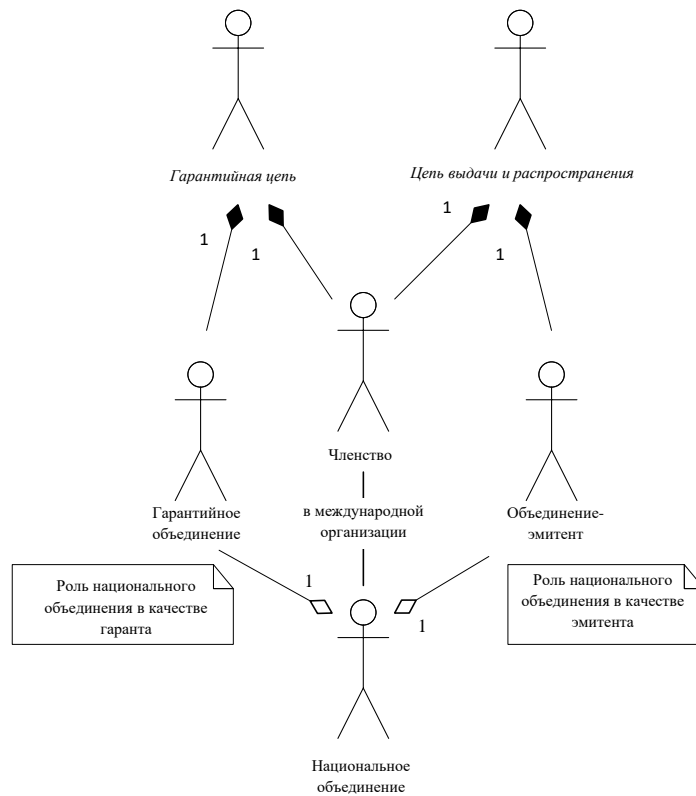 Гарантийная цепь
Цепь выдачи и распространения
1
1
1
1
Членство
в международной
организации
Гарантийное
объединение
Объединение-
эмитент
Роль национального
объединения в качестве
гаранта
1
1
Роль национального
объединения в качестве
эмитента
Национальное
объединение